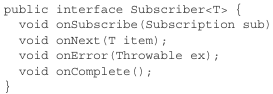 public interface Subscriber<T> {
  void onSubscribe(Subscription sub)
  void onNext(T item);
  void onError(Throwable ex);
  void onComplete();
}